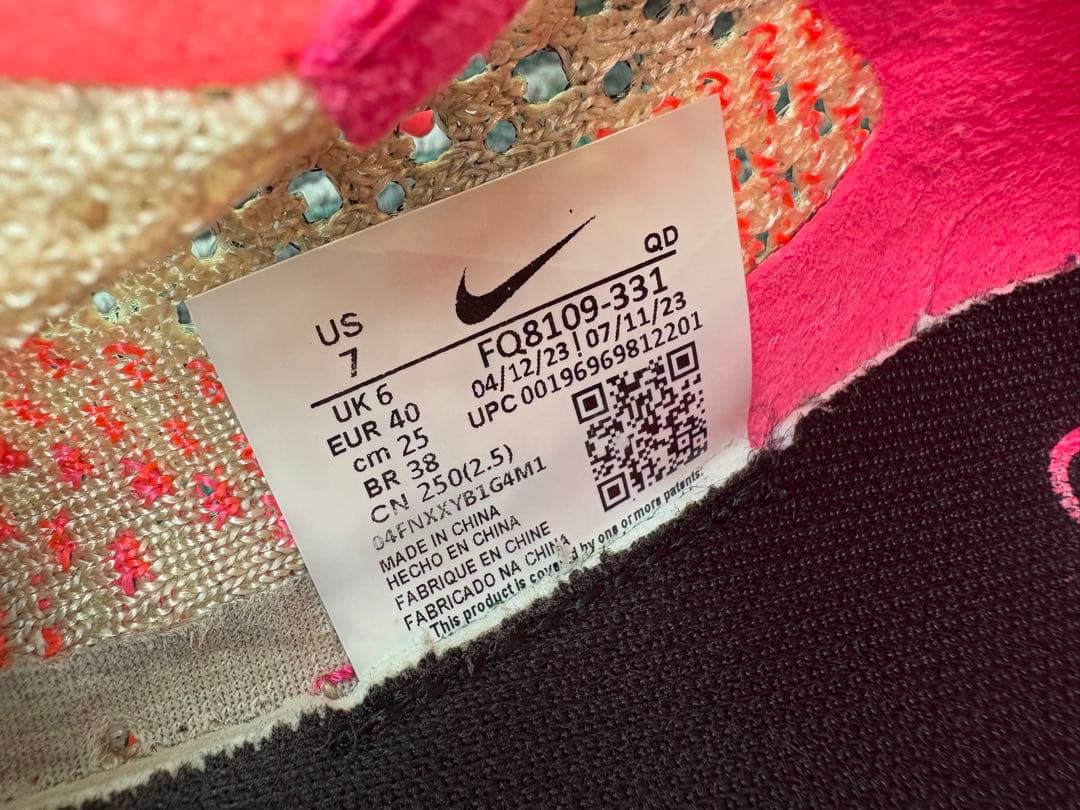 US
7
QD
FQ8109-331
04/12/23 | 07/11/23
UPC 00196969812201
UK 6
EUR 40
cm 25
BR 38
CN 250(2.5)
04FNXXYB1G4M1
MADE IN CHINA
HECHO EN CHINA
FABRIQUE EN CHINE
FABRICADO NA CHINA
This product is covered by one or more patents.